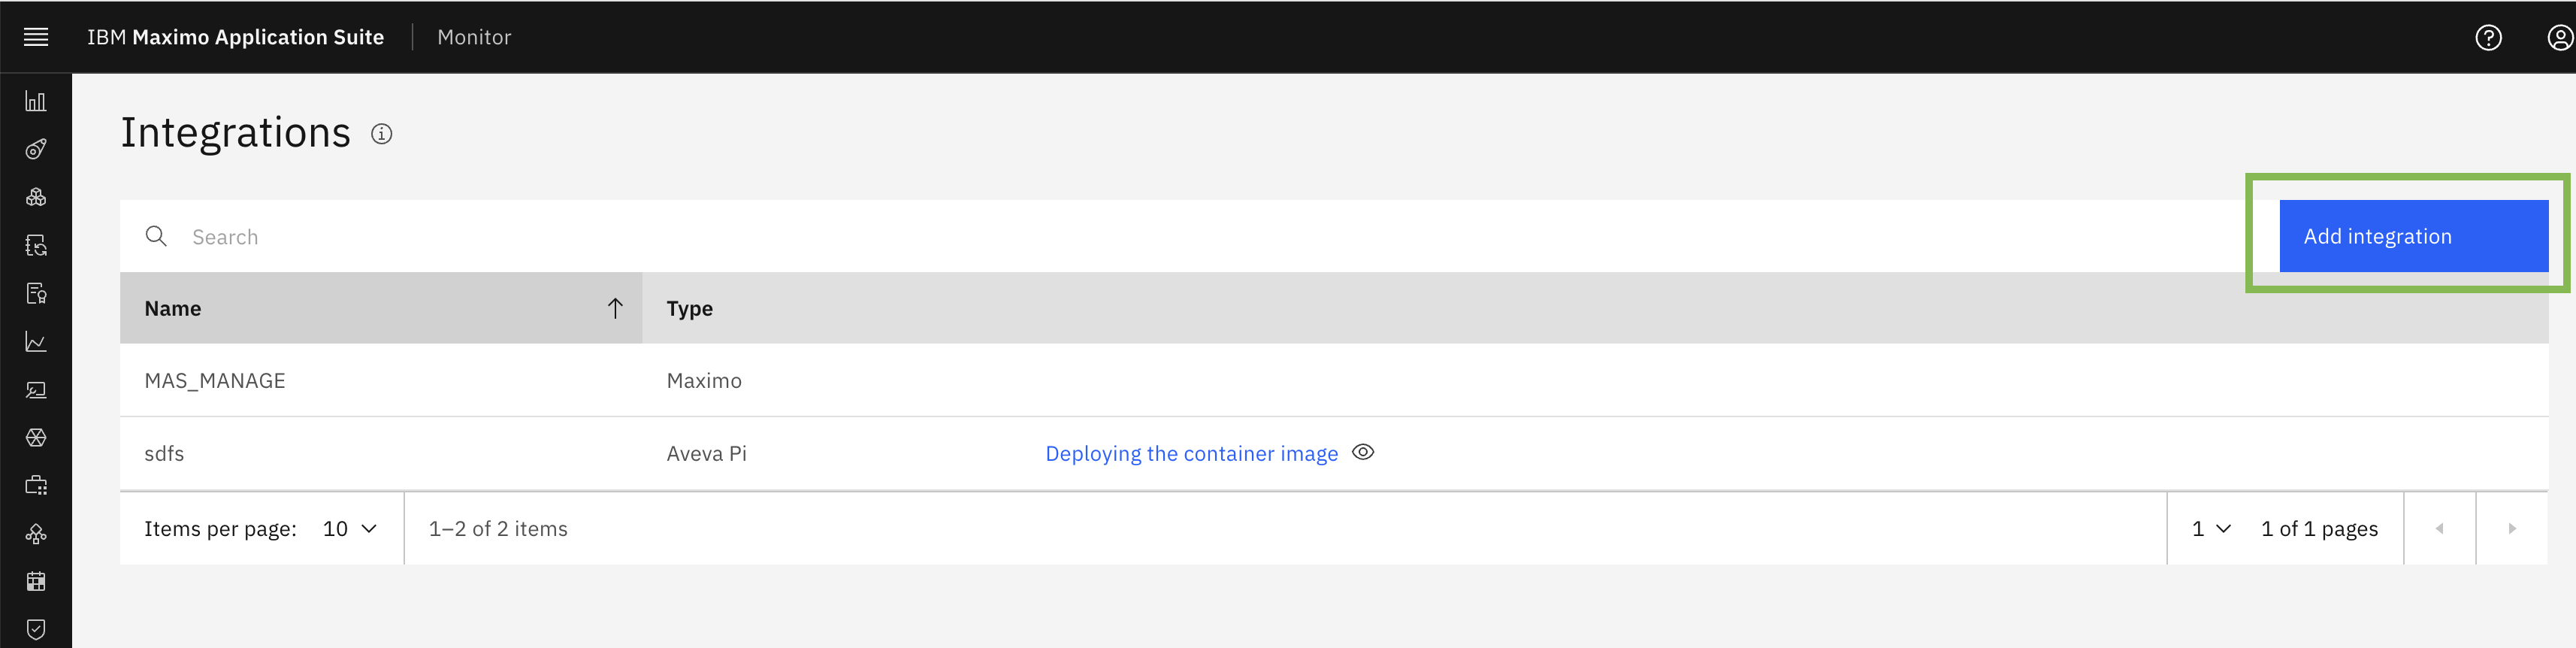 IBM Maximo Application Suite Monitor
Integrations
Search
Add integration
Name Type
MAS_MANAGE Maximo
sdfs Aveva Pi Deploying the container image
Items per page: 10 1–2 of 2 items 1 1 of 1 pages